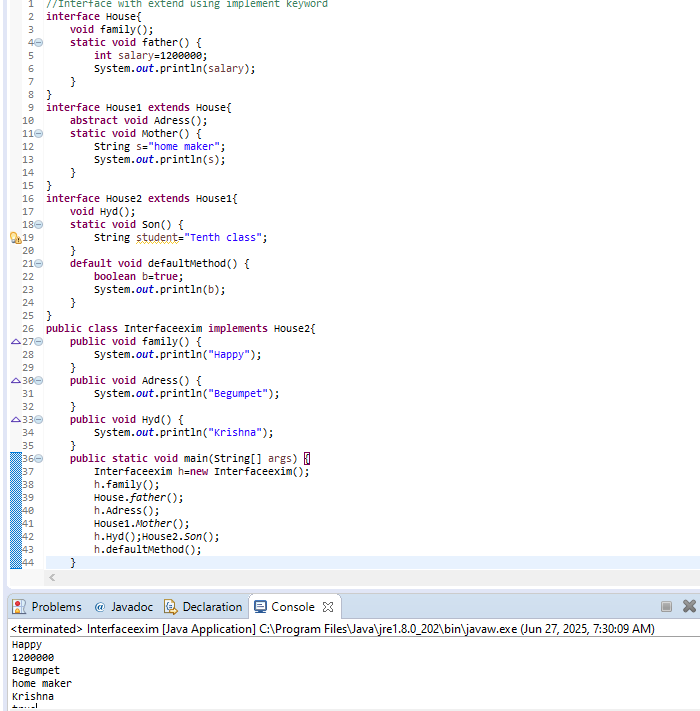 1 //Interface with extend using implement keyword
2 interface House{
3     void family();
4     static void father() {
5         int salary=1200000;
6         System.out.println(salary);
7     }
8 }
9 interface House1 extends House{
10     abstract void Adress();
11     static void Mother() {
12         String s="home maker";
13         System.out.println(s);
14     }
15 }
16 interface House2 extends House1{
17     void Hyd();
18     static void Son() {
19         String student="Tenth class";
20     }
21     default void defaultMethod() {
22         boolean b=true;
23         System.out.println(b);
24     }
25 }
26 public class Interfaceexim implements House2{
27     public void family() {
28         System.out.println("Happy");
29     }
30     public void Adress() {
31         System.out.println("Begumpet");
32     }
33     public void Hyd() {
34         System.out.println("Krishna");
35     }
36     public static void main(String[] args) {
37         Interfaceexim h=new Interfaceexim();
38         h.family();
39         House.father();
40         h.Adress();
41         House1.Mother();
42         h.Hyd();House2.Son();
43         h.defaultMethod();
44     }
Problems @ Javadoc Declaration Console
<terminated> Interfaceexim [Java Application] C:\Program Files\Java\jre1.8.0_202\bin\javaw.exe (Jun 27, 2025, 7:30:09 AM)
Happy
1200000
Begumpet
home maker
Krishna
true